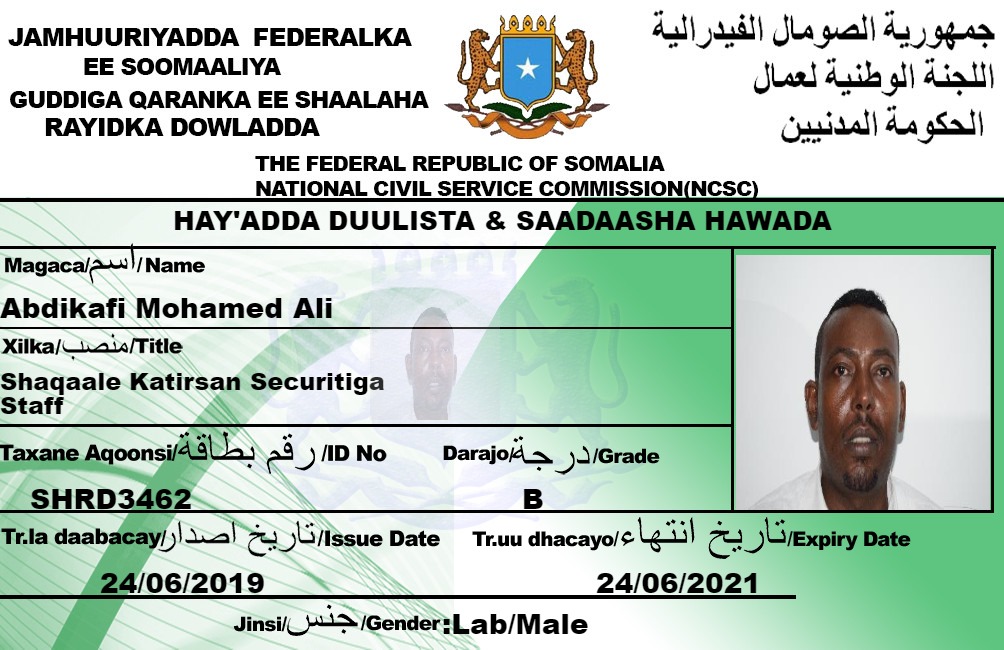 JAMHUURIYADDA FEDERALKA
EE SOOMAALIYA
GUDDIGA QARANKA EE SHAALAHA
RAYIDKA DOWLADDA
جمهورية الصومال الفيدرالية
اللجنة الوطنية لعمال
الحكومة المدنيين
THE FEDERAL REPUBLIC OF SOMALIA
NATIONAL CIVIL SERVICE COMMISSION(NCSC)
HAY'ADDA DUULISTA & SAADAASHA HAWADA
Magaca/اسم/Name
Abdikafi Mohamed Ali
Xilka/منصب/Title
Shaqaale Katirsan Securitiga
Staff
Taxane Aqoonsi/رقم بطاقة/ID No
SHRD3462
Darajo/درجة/Grade
B
Tr.la daabacay/تاريخ اصدار/Issue Date
24/06/2019
Tr.uu dhacayo/تاريخ انتهاء/Expiry Date
24/06/2021
Jinsi/جنس/Gender:Lab/Male